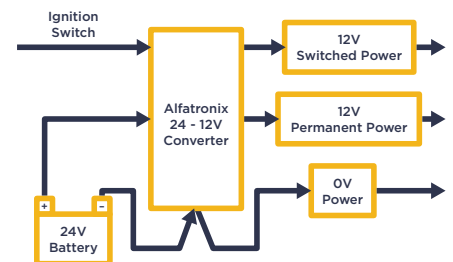 Ignition
Switch
12V
Switched Power
Alfatronix
24 - 12V
Converter
12V
Permanent Power
0V
Power
+
–
24V
Battery